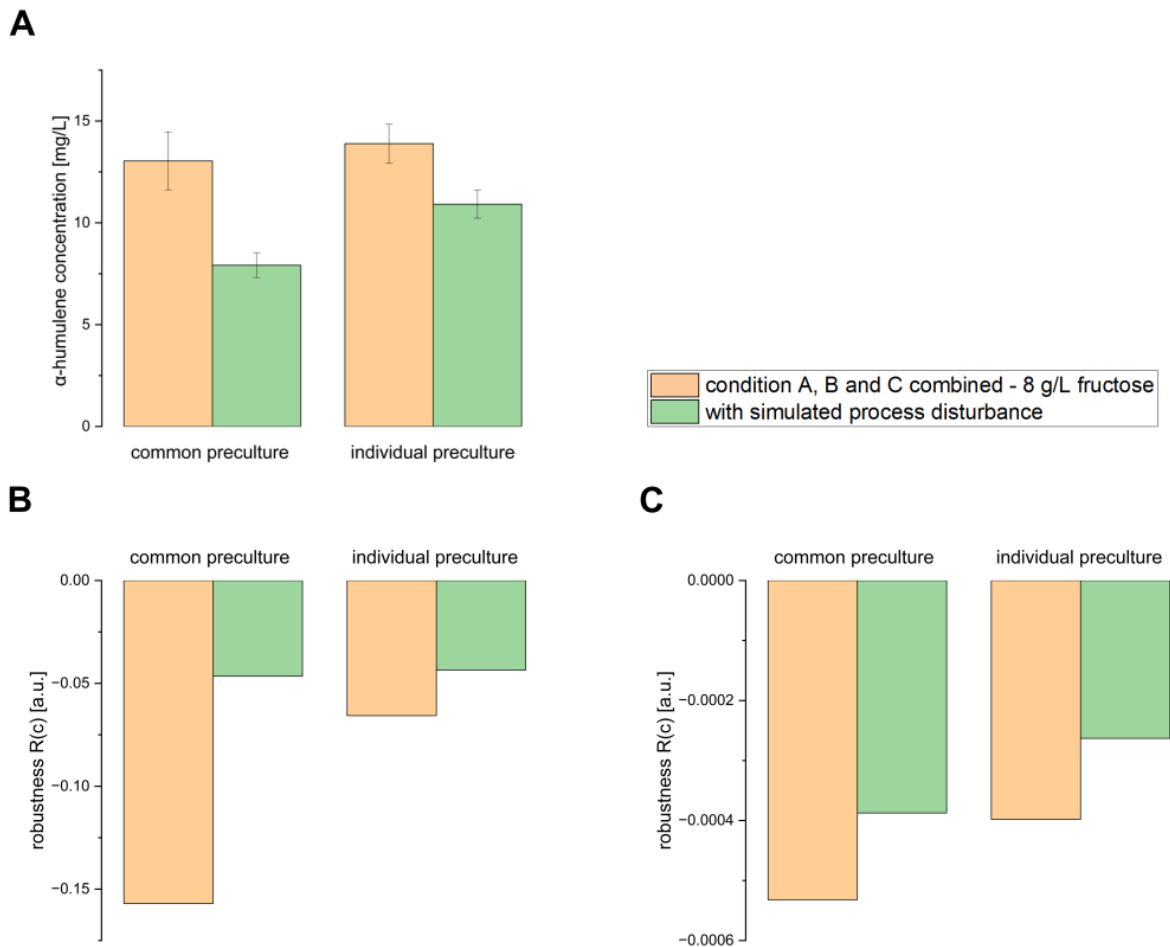 A
α-humulene concentration [mg/L]
15
10
5
0
common preculture
individual preculture
condition A, B and C combined - 8 g/L fructose
with simulated process disturbance
B
common preculture
individual preculture
robustness R(c) [a.u.]
0.00
−0.05
−0.10
−0.15
C
common preculture
individual preculture
robustness R(c) [a.u.]
0.0000
−0.0002
−0.0004
−0.0006